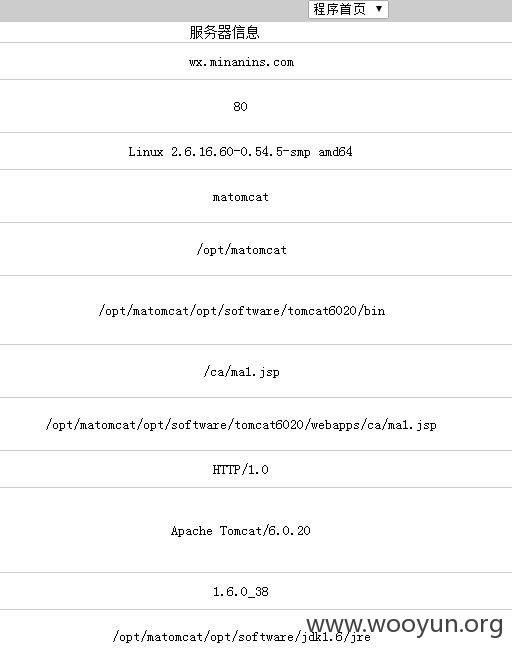 程序首页 ▼
服务器信息
wx.minanins.com
80
Linux 2.6.16.60-0.54.5-smp amd64
matomcat
/opt/matomcat
/opt/matomcat/opt/software/tomcat6020/bin
/ca/ma1.jsp
/opt/matomcat/opt/software/tomcat6020/webapps/ca/ma1.jsp
HTTP/1.0
Apache Tomcat/6.0.20
1.6.0_38
/opt/matomcat/opt/software/jdk1.6/jre
www.wooyun.org